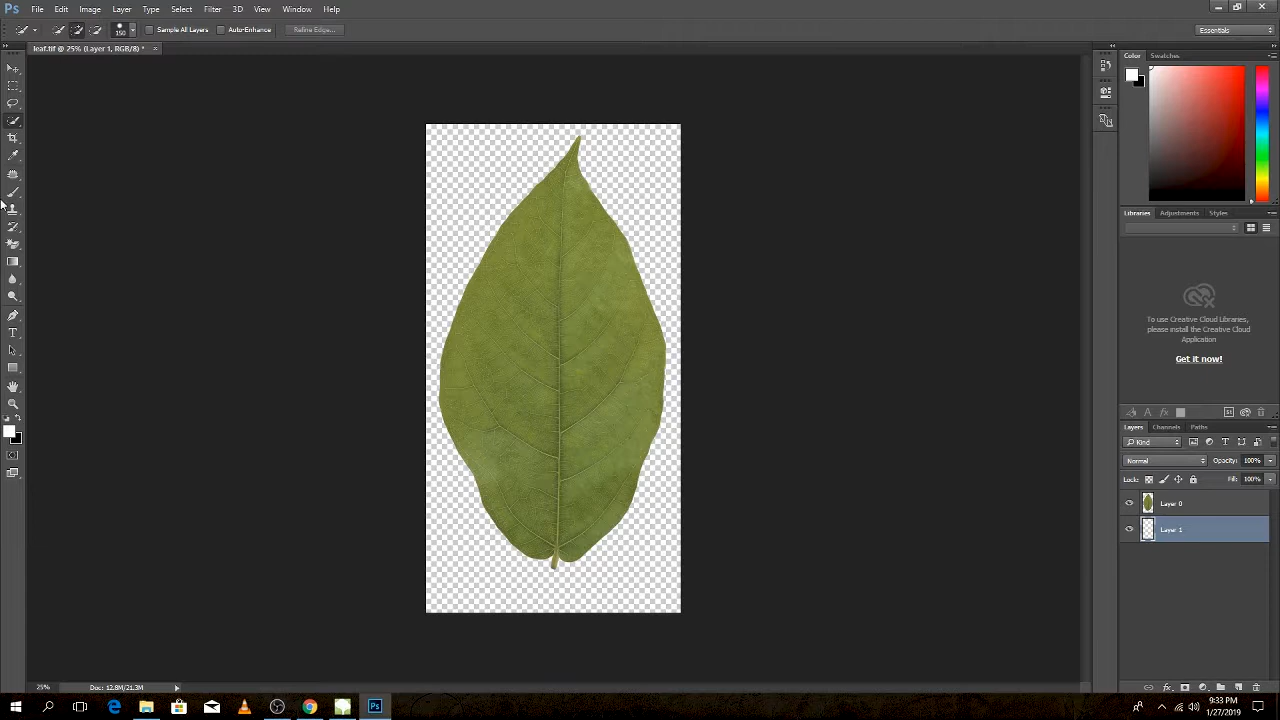 Ps File Edit Image Layer Type Select Filter 3D View Window Help
150 Sample All Layers Auto-Enhance Refine Edge... Essentials
leaf.tif @ 25% (Layer 1, RGB/8) * ×
Color Swatches
Libraries Adjustments Styles
To use Creative Cloud Libraries,
please install the Creative Cloud
Application
Get it now!
Layers Channels Paths
Kind
Normal Opacity: 100%
Lock: Fill: 100%
Layer 0
Layer 1
25% Doc: 12.8M/21.3M
Ps
9:33 PM
1/27/2019